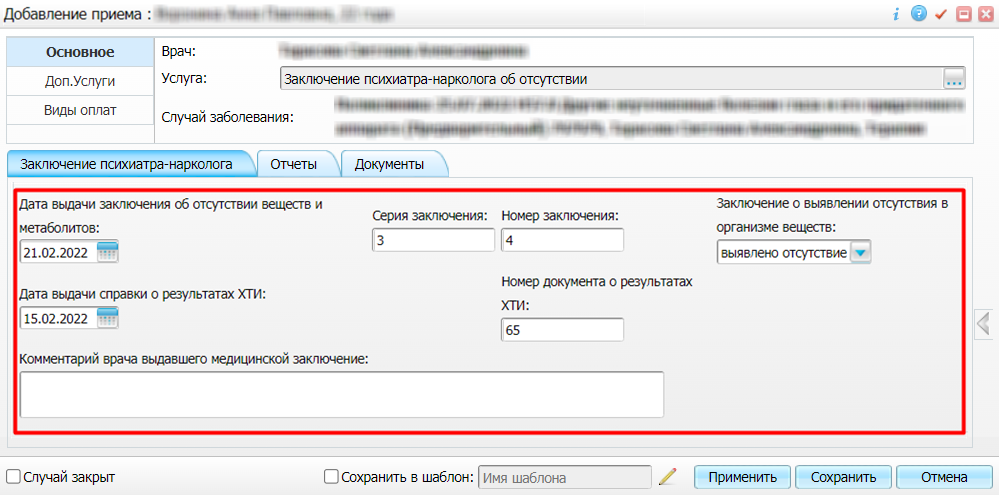 Добавление приема :
Основное
Доп.Услуги
Виды оплат
Врач:
Услуга: Заключение психиатра-нарколога об отсутствии ...
Случай заболевания:
Заключение психиатра-нарколога Отчеты Документы
Дата выдачи заключения об отсутствии веществ и
метаболитов:
21.02.2022
Серия заключения:
3
Номер заключения:
4
Заключение о выявлении отсутствия в
организме веществ:
выявлено отсутствие
Дата выдачи справки о результатах ХТИ:
15.02.2022
Номер документа о результатах
ХТИ:
65
Комментарий врача выдавшего медицинской заключение:
Случай закрыт Сохранить в шаблон: Имя шаблона Применить Сохранить Отмена